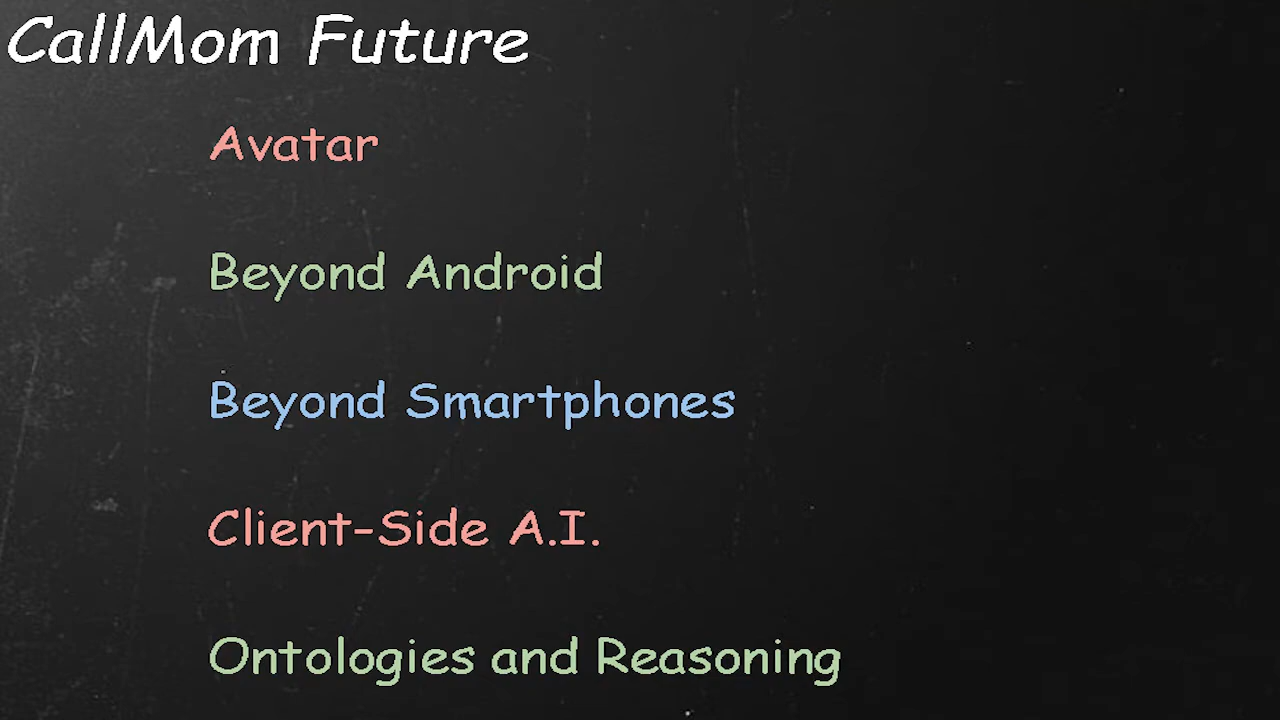 CallMom Future
Avatar
Beyond Android
Beyond Smartphones
Client-Side A.I.
Ontologies and Reasoning